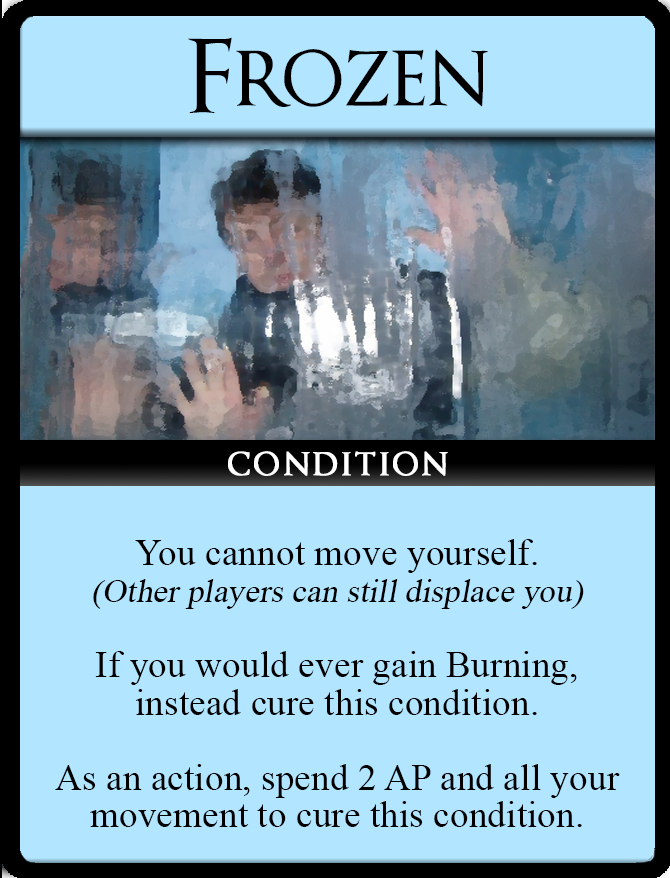 FROZEN
CONDITION
You cannot move yourself.
(Other players can still displace you)
If you would ever gain Burning,
instead cure this condition.
As an action, spend 2 AP and all your
movement to cure this condition.